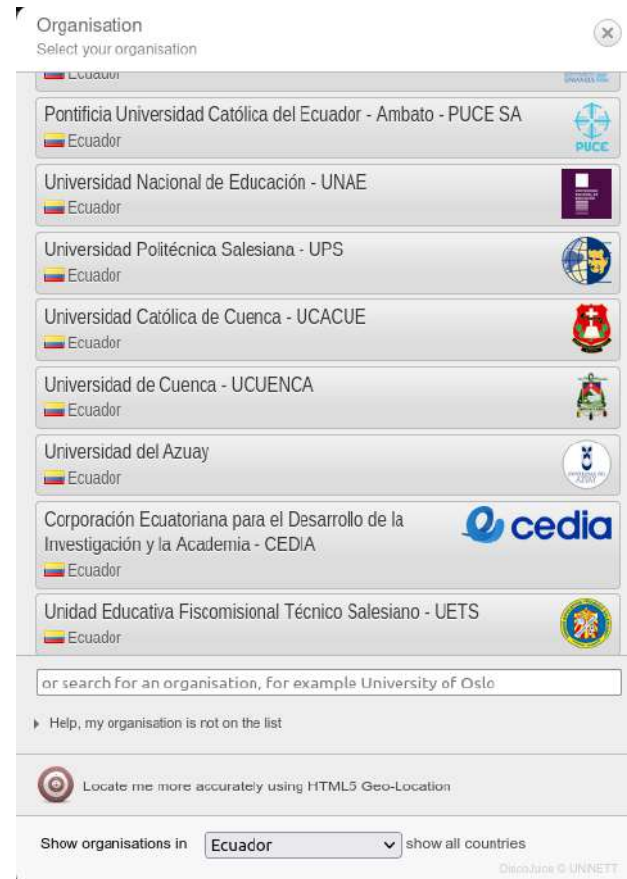 Organisation
Select your organisation
Ecuador
Pontificia Universidad Católica del Ecuador - Ambato - PUCE SA
Ecuador
PUCE
Universidad Nacional de Educación - UNAE
Ecuador
Universidad Politécnica Salesiana - UPS
Ecuador
Universidad Católica de Cuenca - UCACUE
Ecuador
Universidad de Cuenca - UCUENCA
Ecuador
Universidad del Azuay
Ecuador
Corporación Ecuatoriana para el Desarrollo de la
Investigación y la Academia - CEDIA
cedia
Ecuador
Unidad Educativa Fiscomisional Técnico Salesiano - UETS
Ecuador
or search for an organisation, for example University of Oslo
Help, my organisation is not on the list
Locate me more accurately using HTML5 Geo-Location
Show organisations in Ecuador show all countries
DiscoJuice © UNINETT